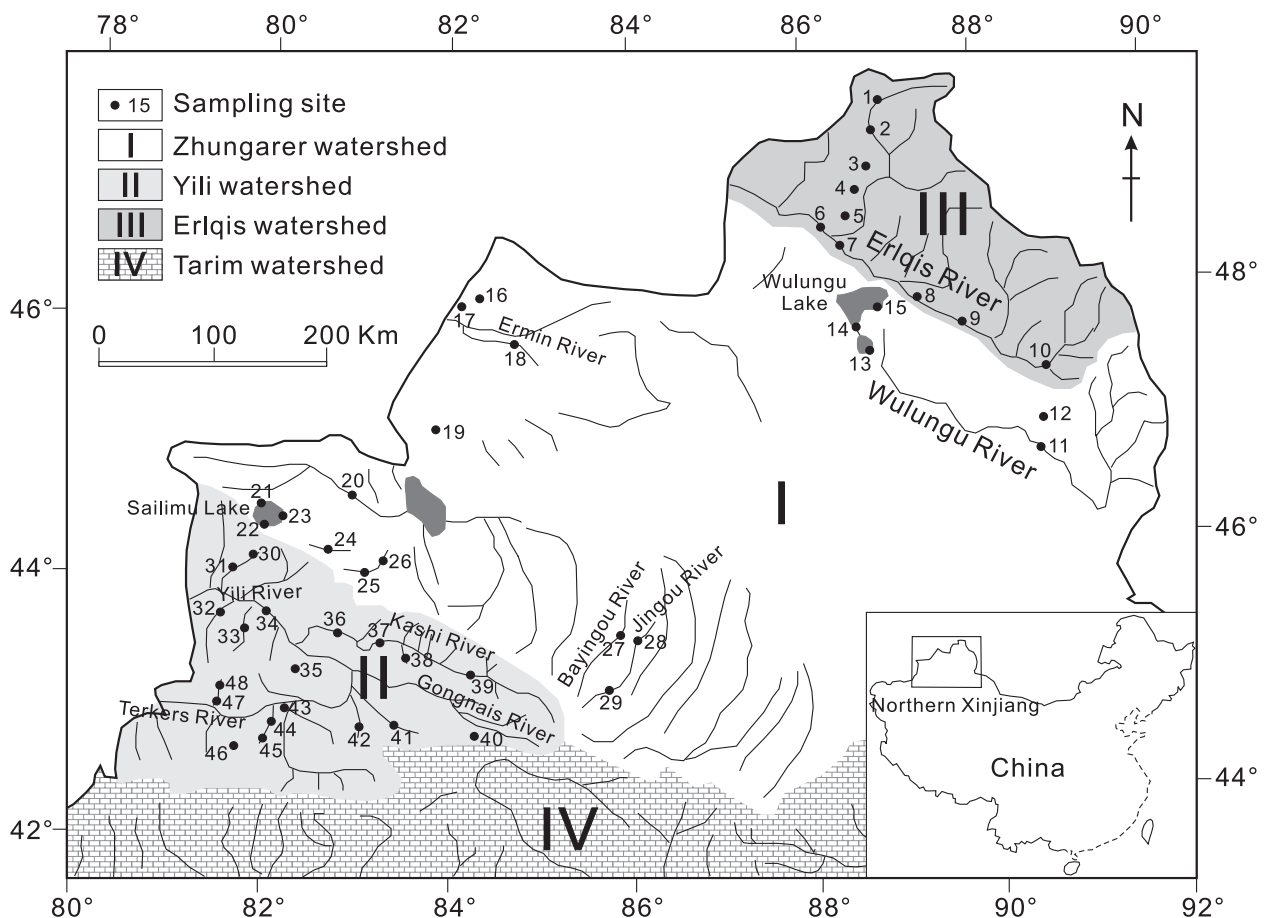 78° 80° 82° 84° 86° 88° 90°
15 Sampling site
I Zhungarer watershed
II Yili watershed
III Erlqis watershed
IV Tarim watershed
0 100 200 Km
N
1
2
3
4
5
6
7
III
Erlqis River
8
9
10
48°
46°
Wulungu
Lake
15
14
13
16
17
Ermin River
18
12
11
Wulungu River
19
20
I
21
Sailimu Lake
23
22
46°
24
26
25
44°
30
31
Yili River
32
33
34
36
37
Kashi River
38
39
35
II
Gongnais River
Bayingou River
Jingou River
27
28
29
48
47
Terkers River
43
44
45
46
42
41
40
44°
42°
IV
Northern Xinjiang
China
80° 82° 84° 86° 88° 90° 92°